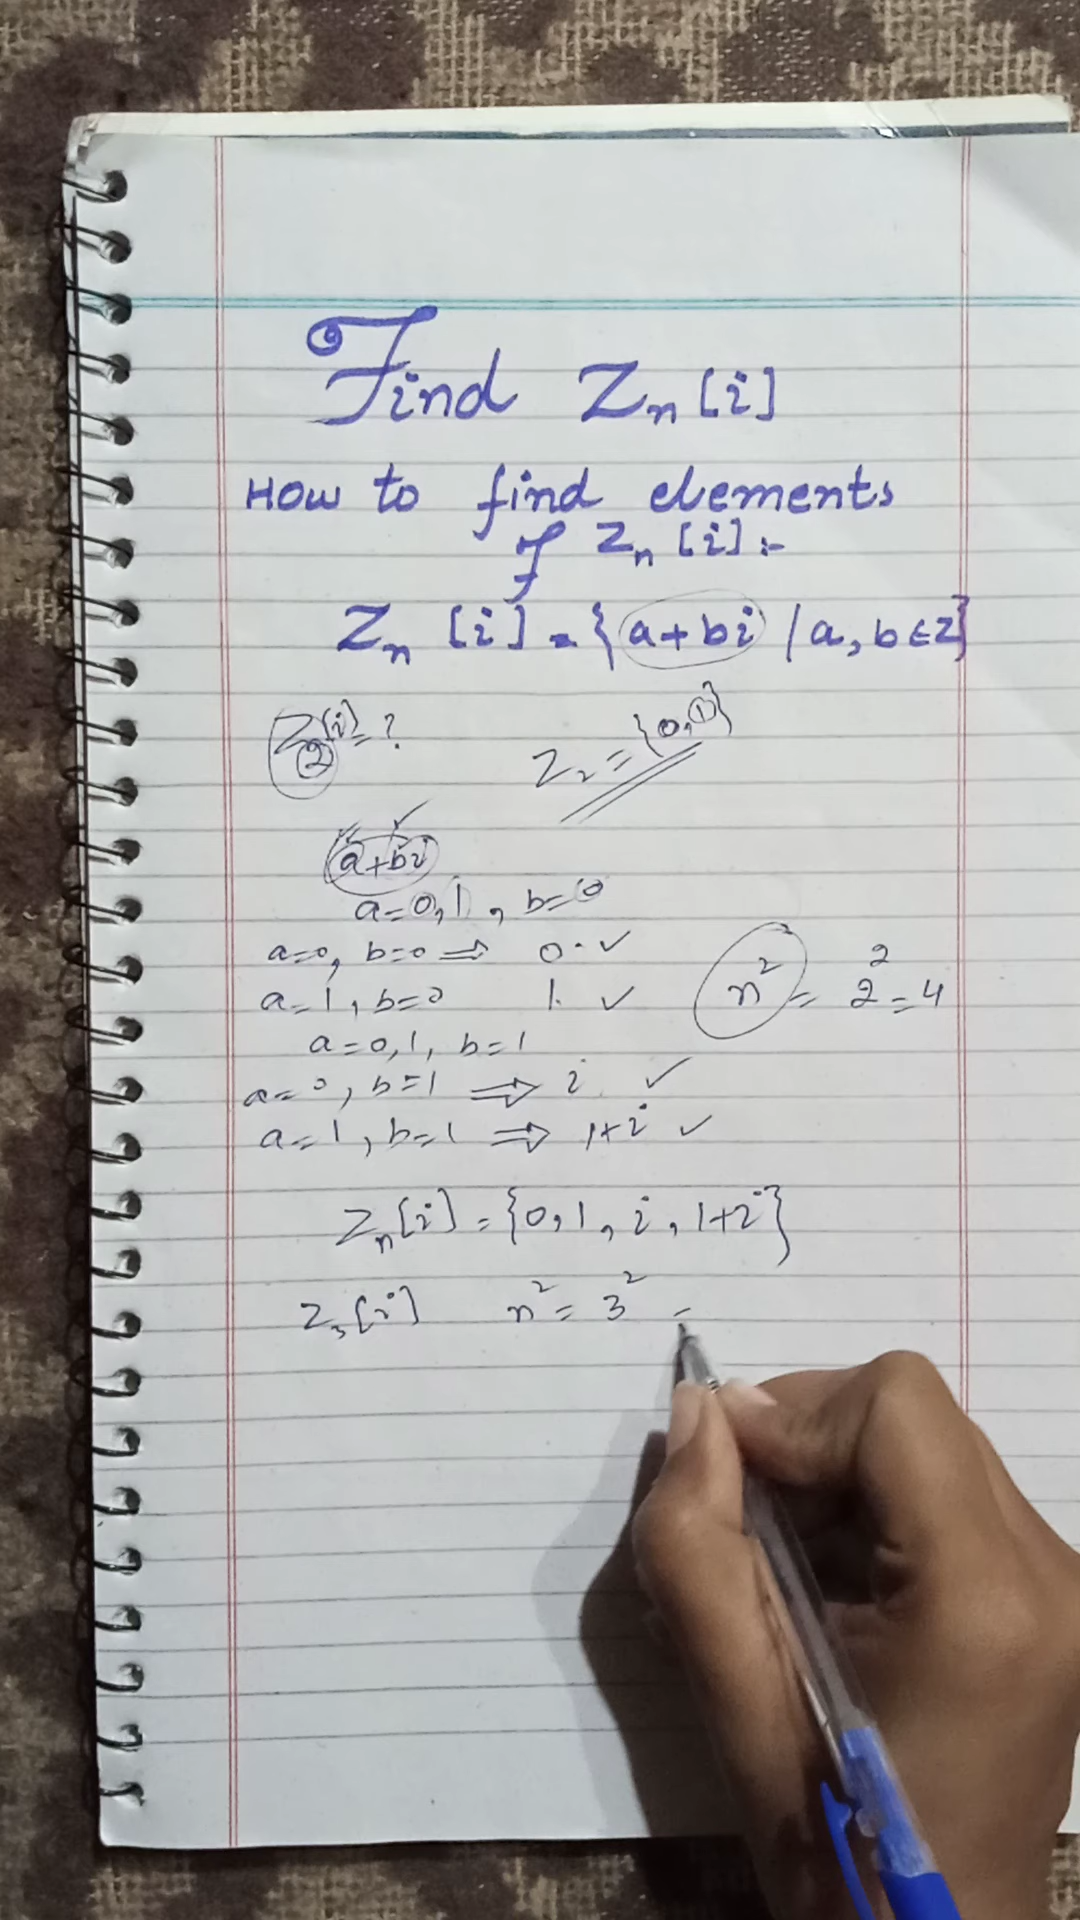 Find Zn [i]
How to find elements
of Zn [i] :-
Zn [i] = {a+bi / a, b ∈ Z}
Z2[i] = ?
Z2 = {0, 1}
a+bi
a=0,1 , b=0
a=0, b=0 ⇒ 0. ✓
a=1, b=0 1. ✓
n² = 2² = 4
a=0,1, b=1
a=0, b=1 ⇒ i. ✓
a=1, b=1 ⇒ 1+i ✓
Zn[i] = {0, 1, i, 1+i}
Z3[i] n² = 3² =